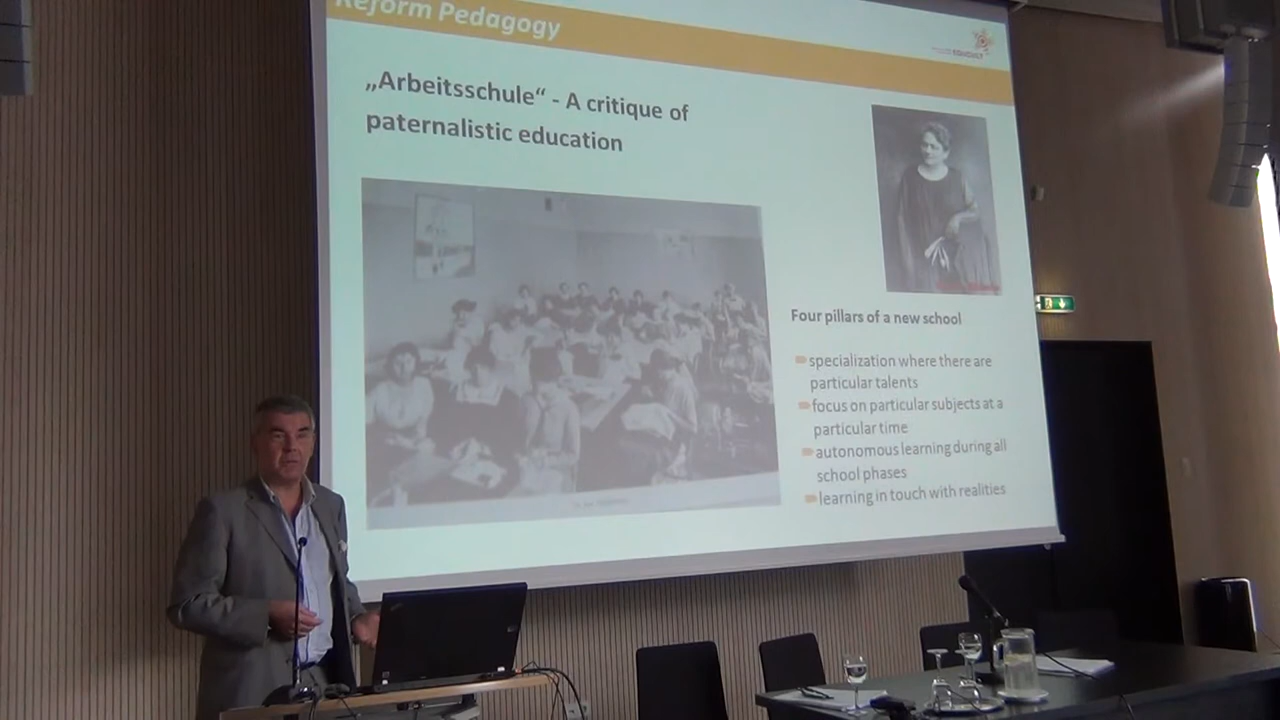 Reform Pedagogy
„Arbeitsschule“ - A critique of
paternalistic education
Four pillars of a new school
specialization where there are
particular talents
focus on particular subjects at a
particular time
autonomous learning during all
school phases
learning in touch with realities